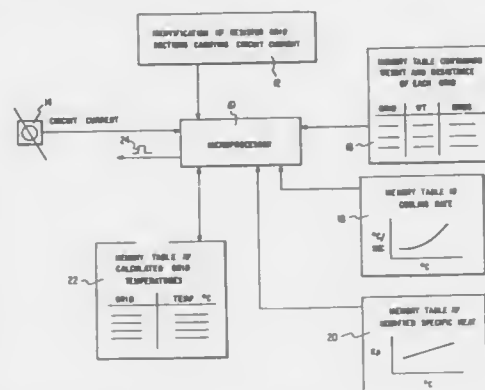 IDENTIFICATION OF RESISTOR GRID
SECTIONS CARRYING CIRCUIT CURRENT
12
14
CIRCUIT CURRENT
24
10
MICROPROCESSOR
MEMORY TABLE CONTAINING
WEIGHT AND RESISTANCE
OF EACH GRID
GRID WT OHMS
16
MEMORY TABLE OF
COOLING RATE
18
°C/
SEC
°C
MEMORY TABLE OF
CALCULATED GRID
TEMPERATURES
22
GRID TEMP °C
MEMORY TABLE OF
MODIFIED SPECIFIC HEAT
20
Kp
°C